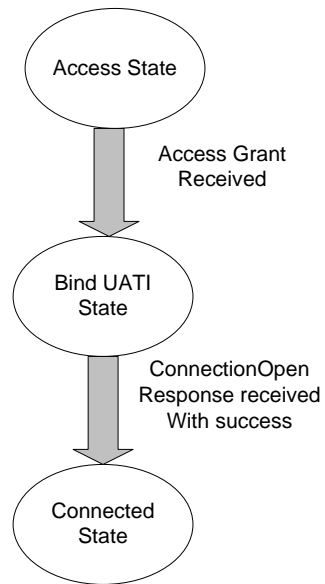 Access State
Access Grant
Received
Bind UATI
State
ConnectionOpen
Response received
With success
Connected
State